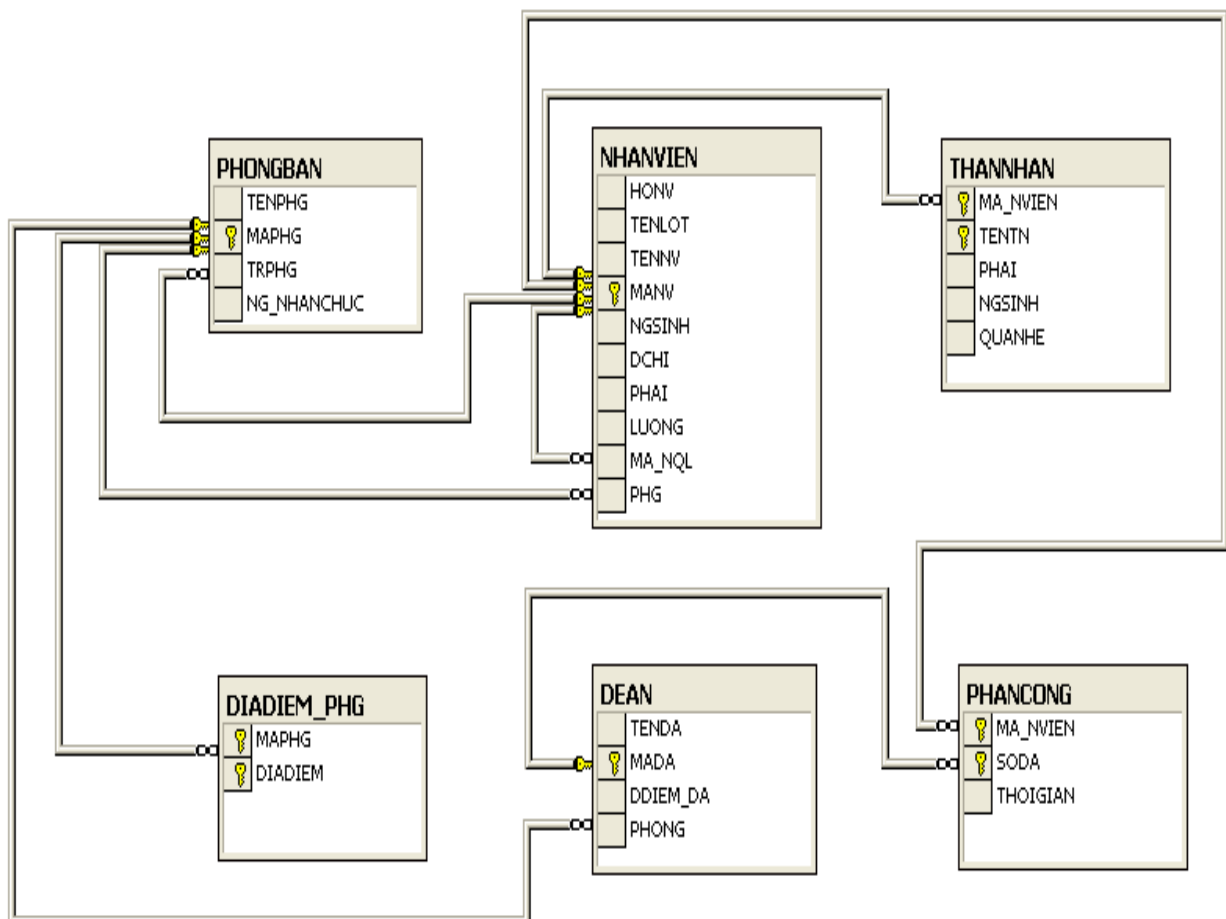 PHONGBAN
TENPHG
MAPHG
TRPHG
NG_NHANCHUC
NHANVIEN
HONV
TENLOT
TENNV
MANV
NGSINH
DCHI
PHAI
LUONG
MA_NQL
PHG
THANNHAN
MA_NVIEN
TENTN
PHAI
NGSINH
QUANHE
DIADIEM_PHG
MAPHG
DIADIEM
DEAN
TENDA
MADA
DDIEM_DA
PHONG
PHANCONG
MA_NVIEN
SODA
THOIGIAN